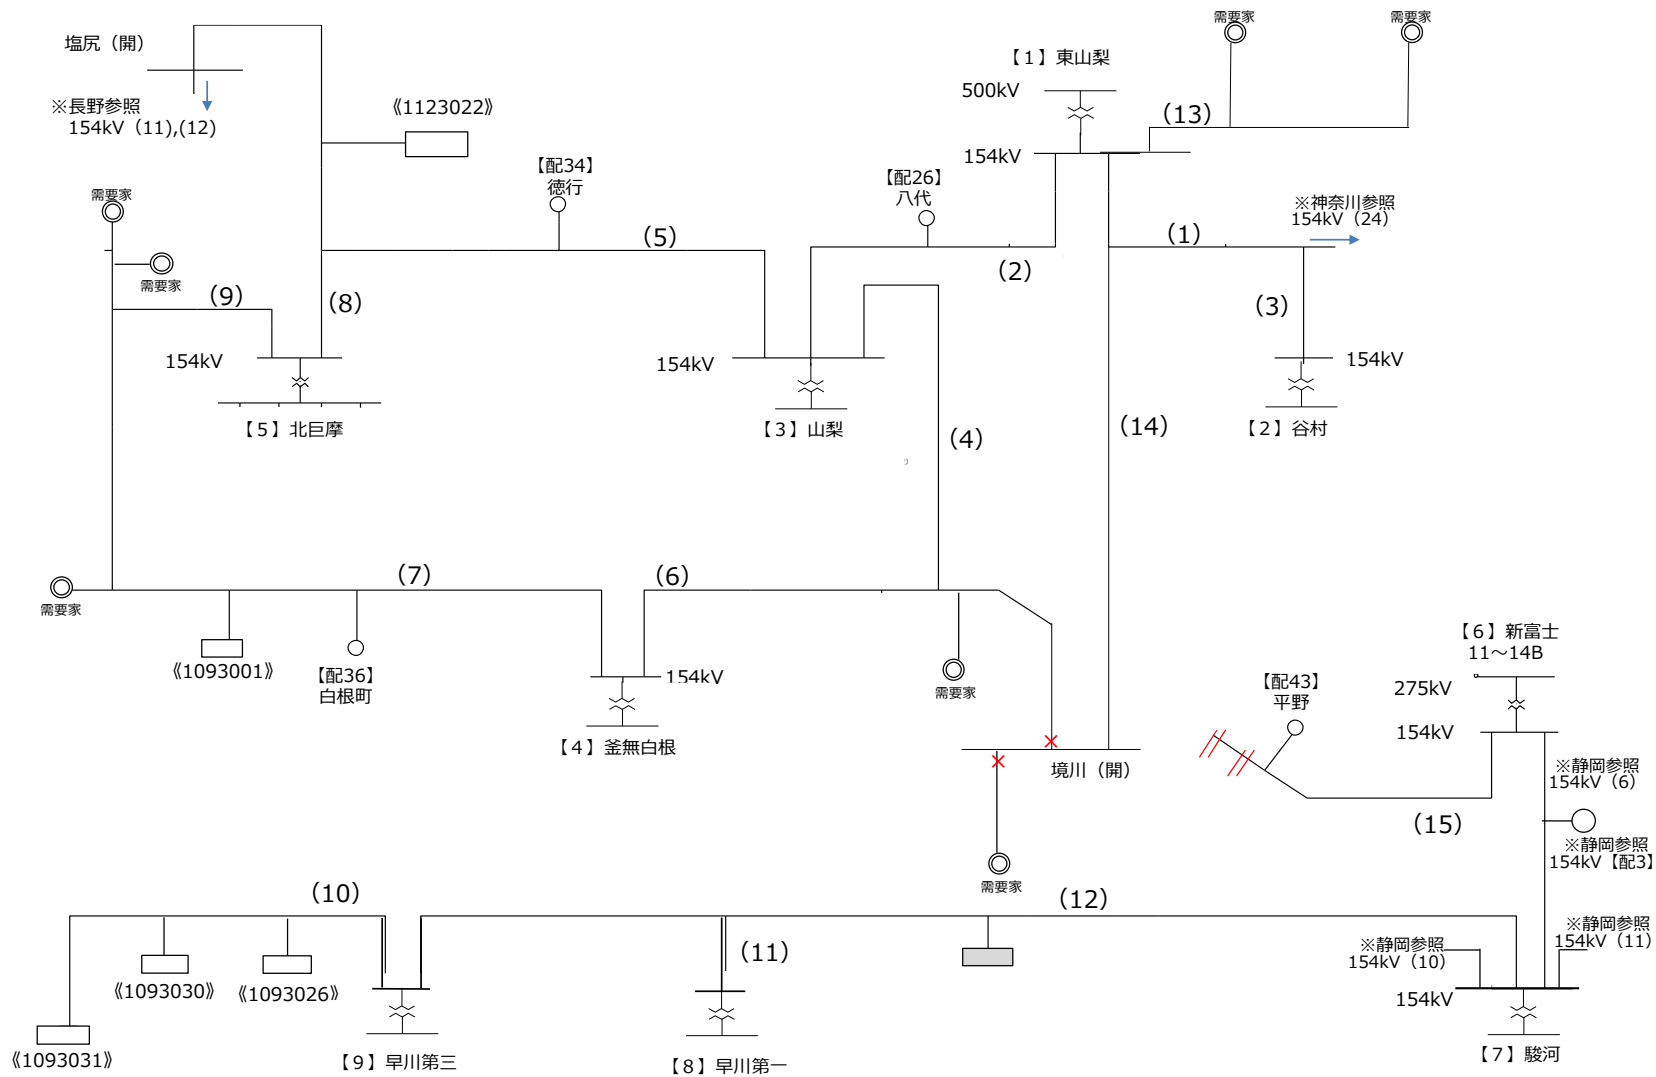 需要家
需要家
塩尻（開）
【１】東山梨
500kV
※長野参照
154kV（11）,(12)
《1123022》
（13）
154kV
【配34】
徳行
【配26】
八代
需要家
※神奈川参照
154kV（24）
（5）
（1）
（2）
需要家
（9）
（8）
（3）
154kV
154kV
154kV
【５】北巨摩
【３】山梨
（4）
（14）
【２】谷村
（7）
（6）
需要家
《1093001》
【配36】
白根町
154kV
需要家
【４】釜無白根
境川（開）
【６】新富士
11～14B
【配43】
平野
275kV
154kV
※静岡参照
154kV（6）
（15）
※静岡参照
154kV【配3】
需要家
（10）
（12）
（11）
※静岡参照
154kV（11）
※静岡参照
154kV（10）
《1093030》
《1093026》
154kV
《1093031》
【９】早川第三
【８】早川第一
【７】駿河